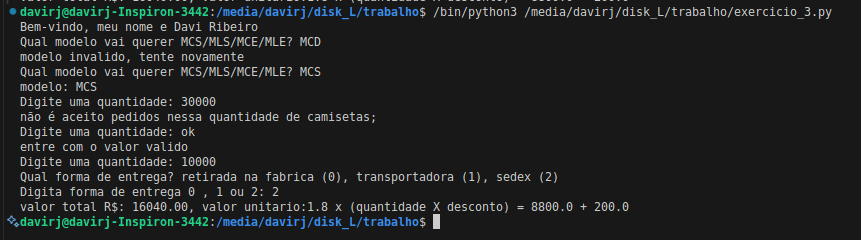 davirj@davirj-Inspiron-3442:/media/davirj/disk_L/trabalho$ /bin/python3 /media/davirj/disk_L/trabalho/exercicio_3.py
Bem-vindo, meu nome e Davi Ribeiro
Qual modelo vai querer MCS/MLS/MCE/MLE? MCD
modelo invalido, tente novamente
Qual modelo vai querer MCS/MLS/MCE/MLE? MCS
modelo: MCS
Digite uma quantidade: 30000
não é aceito pedidos nessa quantidade de camisetas;
Digite uma quantidade: ok
entre com o valor valido
Digite uma quantidade: 10000
Qual forma de entrega? retirada na fabrica (0), transportadora (1), sedex (2)
Digita forma de entrega 0 , 1 ou 2: 2
valor total R$: 16040.00, valor unitario:1.8 x (quantidade X desconto) = 8800.0 + 200.0
davirj@davirj-Inspiron-3442:/media/davirj/disk_L/trabalho$